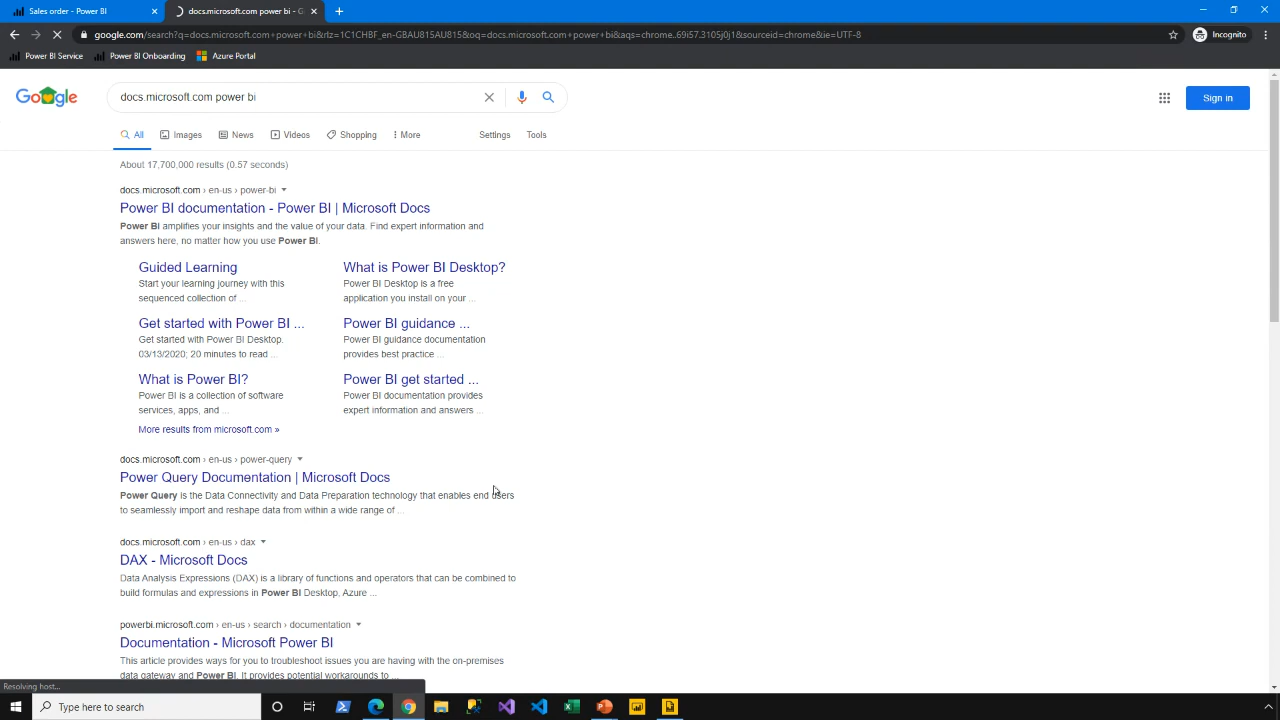 Sales order - Power BI
docs.microsoft.com power bi - G
google.com/search?q=docs.microsoft.com+power+bi&rlz=1C1CHBF_en-GBAU815AU815&oq=docs.microsoft.com+power+bi&aqs=chrome..69i57.3105j0j1&sourceid=chrome&ie=UTF-8
Incognito
Power BI Service
Power BI Onboarding
Azure Portal
Google
docs.microsoft.com power bi
Sign in
All
Images
News
Videos
Shopping
More
Settings
Tools
About 17,700,000 results (0.57 seconds)
docs.microsoft.com › en-us › power-bi
Power BI documentation - Power BI | Microsoft Docs
Power BI amplifies your insights and the value of your data. Find expert information and
answers here, no matter how you use Power BI.
Guided Learning
Start your learning journey with this
sequenced collection of ...
What is Power BI Desktop?
Power BI Desktop is a free
application you install on your ...
Get started with Power BI ...
Get started with Power BI Desktop.
03/13/2020; 20 minutes to read ...
Power BI guidance ...
Power BI guidance documentation
provides best practice ...
What is Power BI?
Power BI is a collection of software
services, apps, and ...
Power BI get started ...
Power BI documentation provides
expert information and answers ...
More results from microsoft.com »
docs.microsoft.com › en-us › power-query
Power Query Documentation | Microsoft Docs
Power Query is the Data Connectivity and Data Preparation technology that enables end users
to seamlessly import and reshape data from within a wide range of ...
docs.microsoft.com › en-us › dax
DAX - Microsoft Docs
Data Analysis Expressions (DAX) is a library of functions and operators that can be combined to
build formulas and expressions in Power BI Desktop, Azure ...
powerbi.microsoft.com › en-us › search › documentation
Documentation - Microsoft Power BI
This article provides ways for you to troubleshoot issues you are having with the on-premises
data gateway and Power BI. It provides potential workarounds to ...
Resolving host...
Type here to search